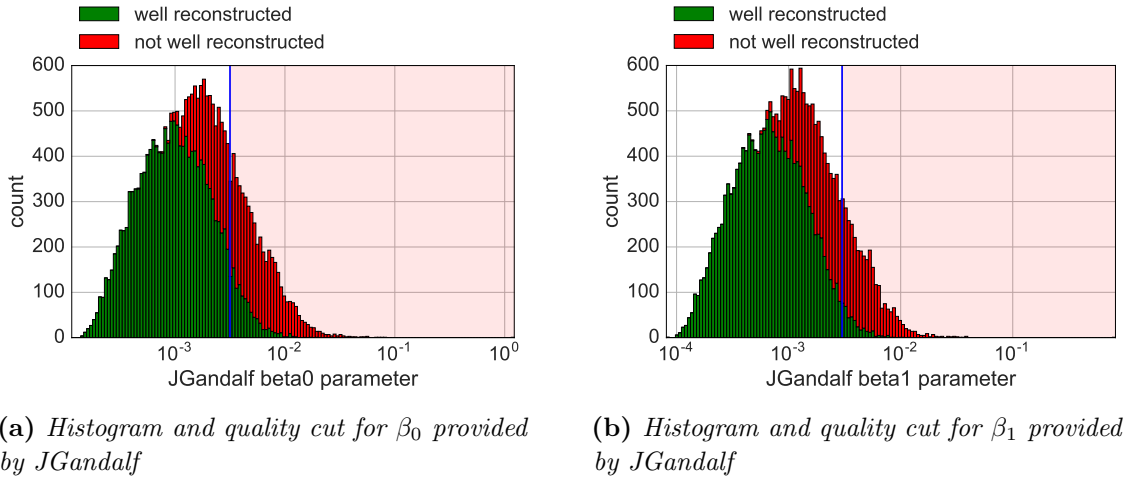 well reconstructed
not well reconstructed
600
500
400
300
200
100
0
count
10⁻³ 10⁻² 10⁻¹ 10⁰
JGandalf beta0 parameter
(a) Histogram and quality cut for β₀ provided
by JGandalf
well reconstructed
not well reconstructed
600
500
400
300
200
100
0
count
10⁻⁴ 10⁻³ 10⁻² 10⁻¹
JGandalf beta1 parameter
(b) Histogram and quality cut for β₁ provided
by JGandalf